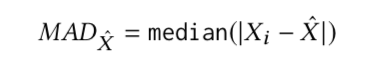 MAD_X̂ = median(|X_i − X̂|)